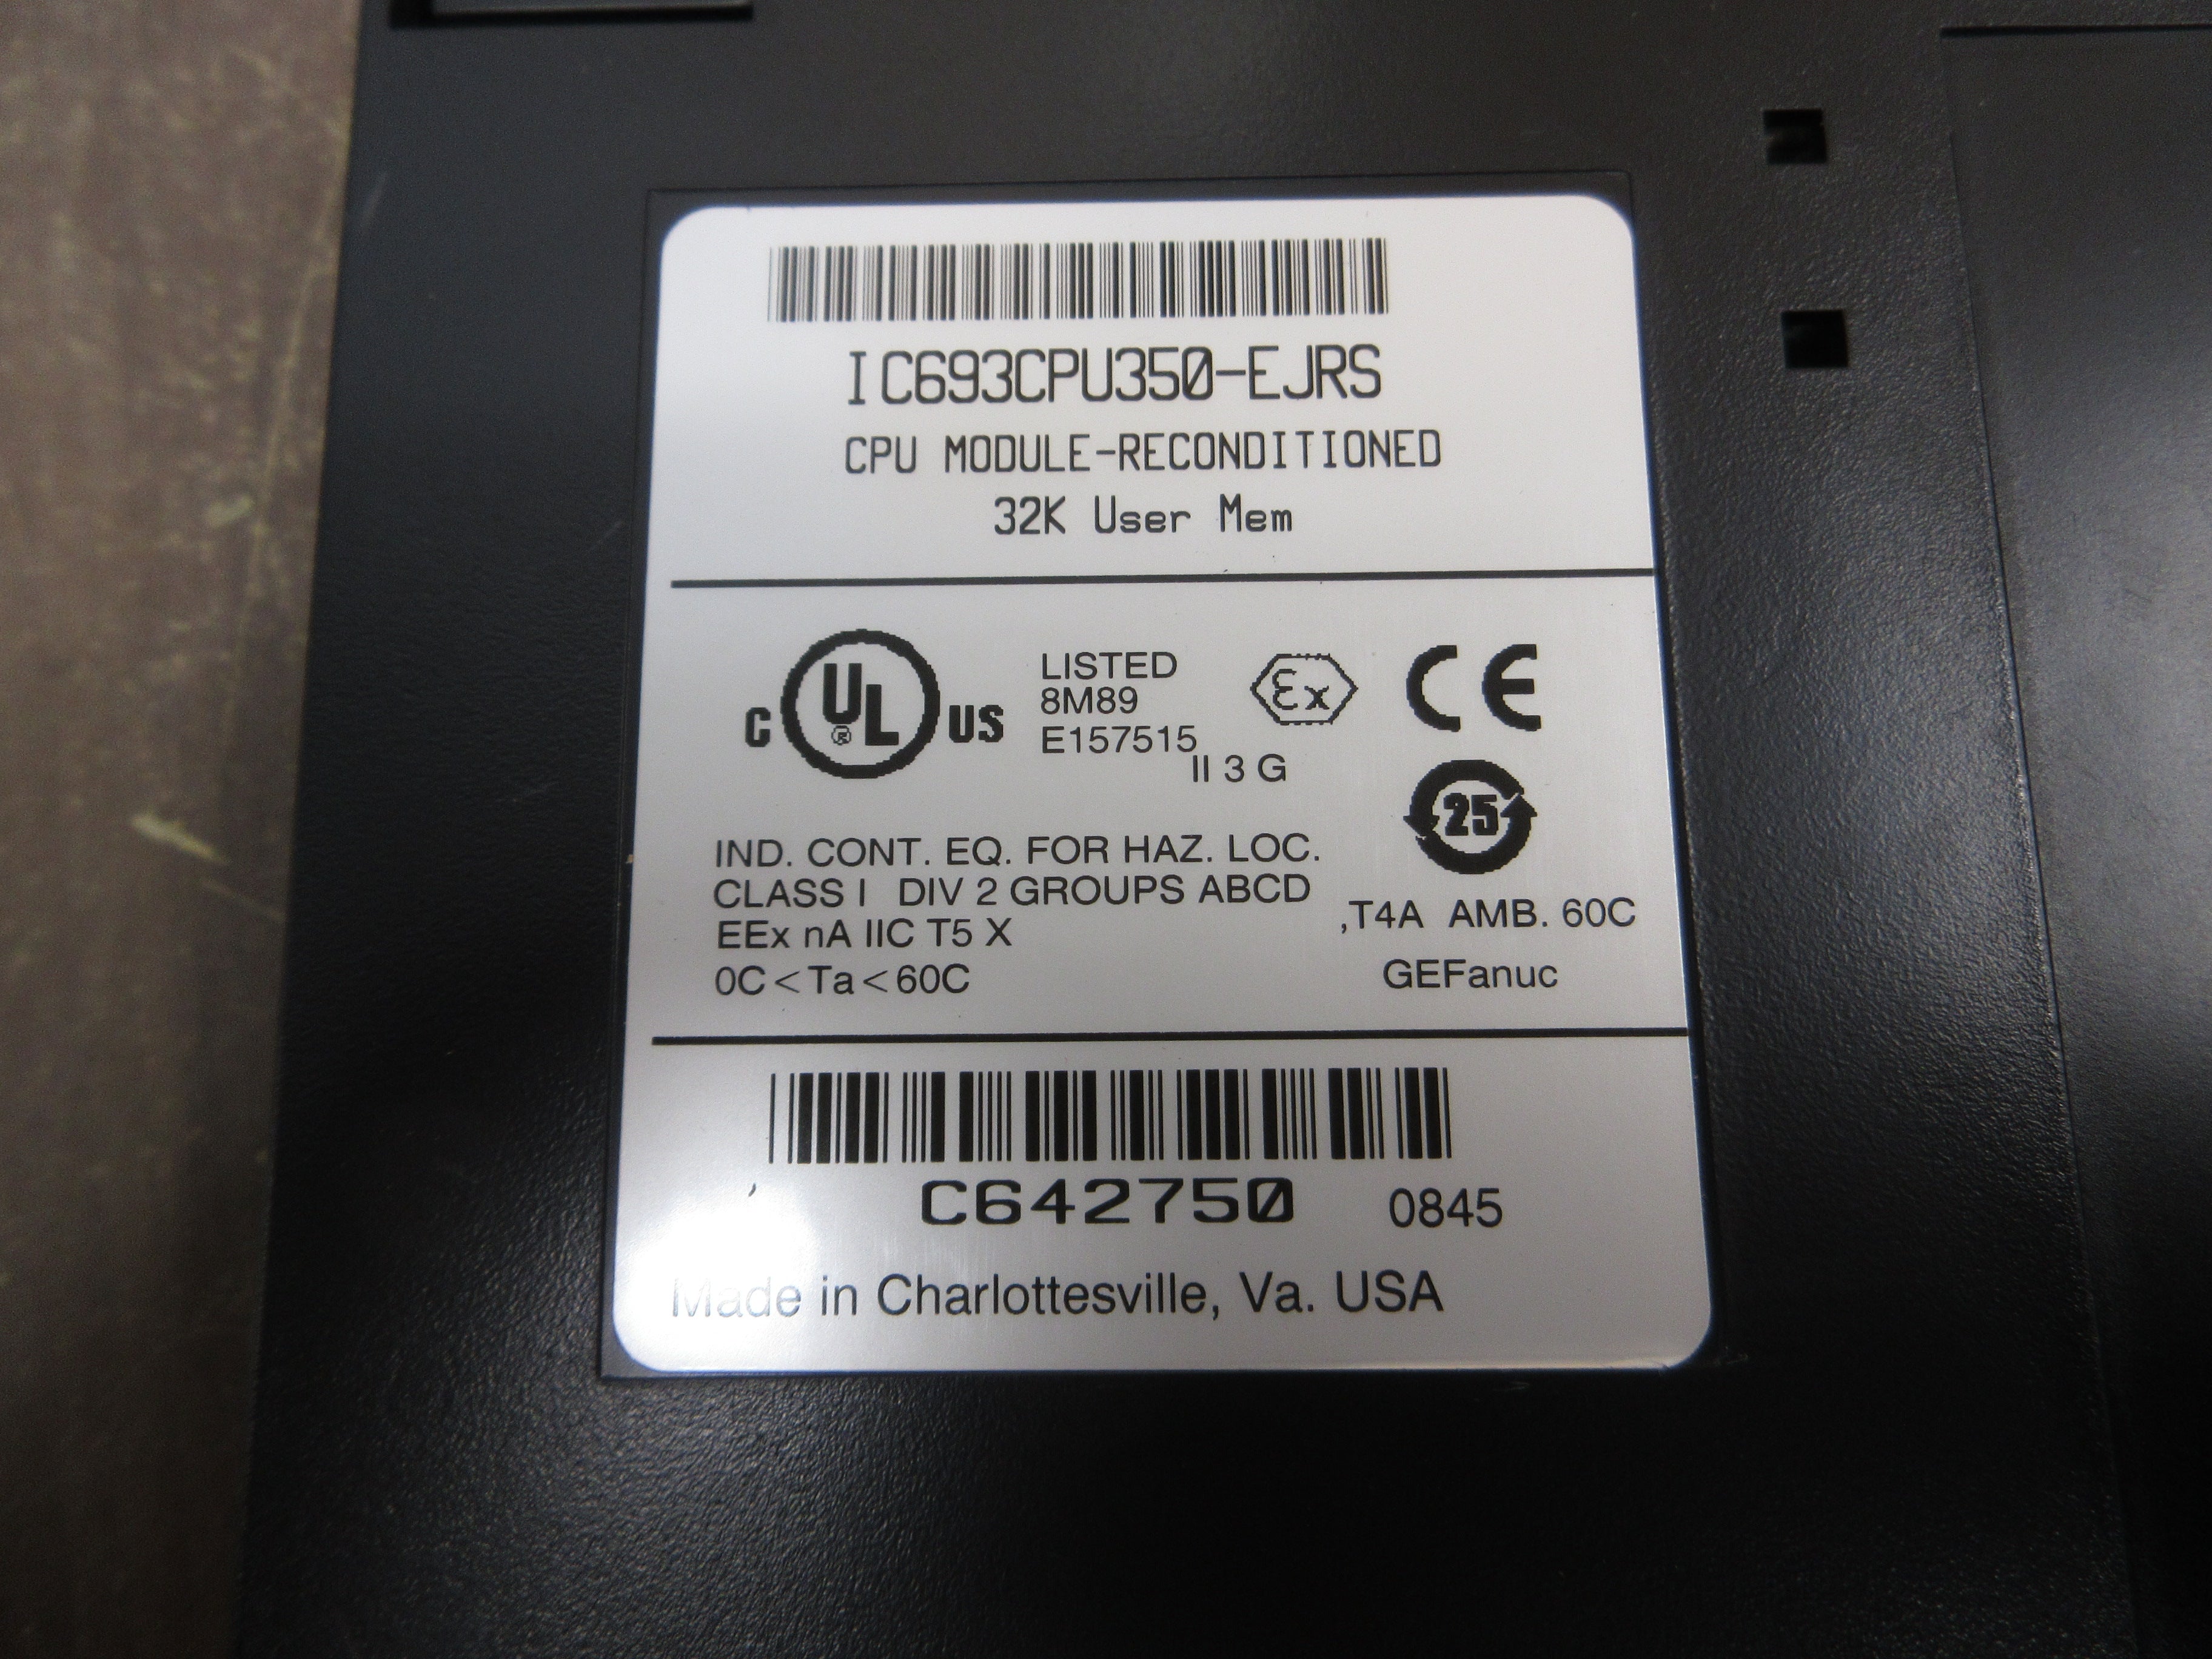 IC693CPU350-EJRS
CPU MODULE-RECONDITIONED
32K User Mem
C UL® US
LISTED
8M89
E157515
II 3 G
Ex
CE
25
IND. CONT. EQ. FOR HAZ. LOC.
CLASS I DIV 2 GROUPS ABCD ,T4A AMB. 60C
EEx nA IIC T5 X
0C<Ta<60C GEFanuc
C642750 0845
Made in Charlottesville, Va. USA